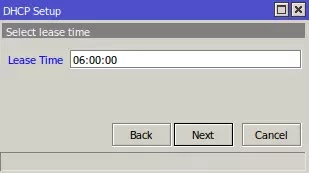 DHCP Setup
Select lease time
Lease Time 06:00:00
Back Next Cancel